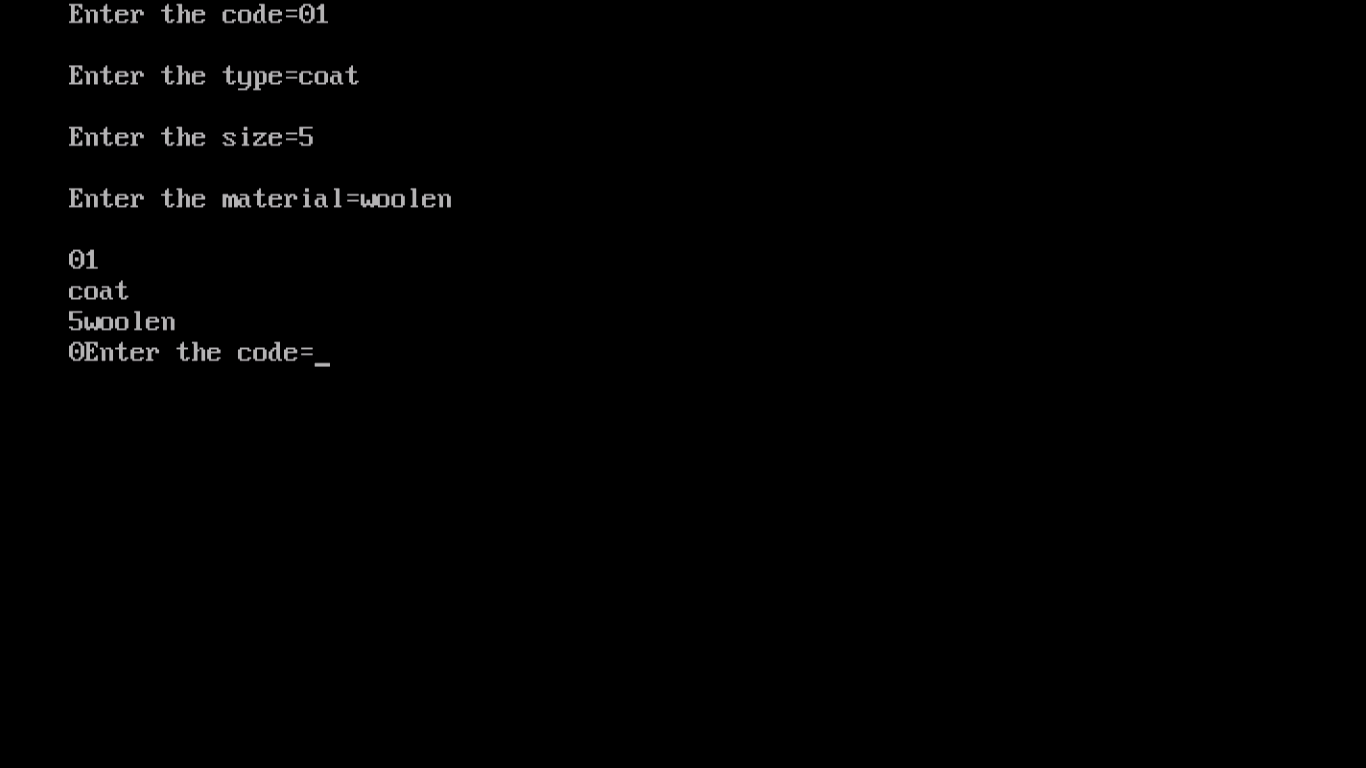 Enter the code=01
Enter the type=coat
Enter the size=5
Enter the material=woolen
01
coat
5woolen
0Enter the code=_